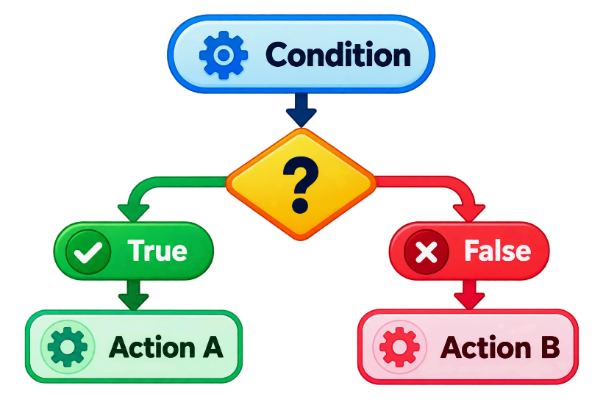 Condition
?
True
False
Action A
Action B